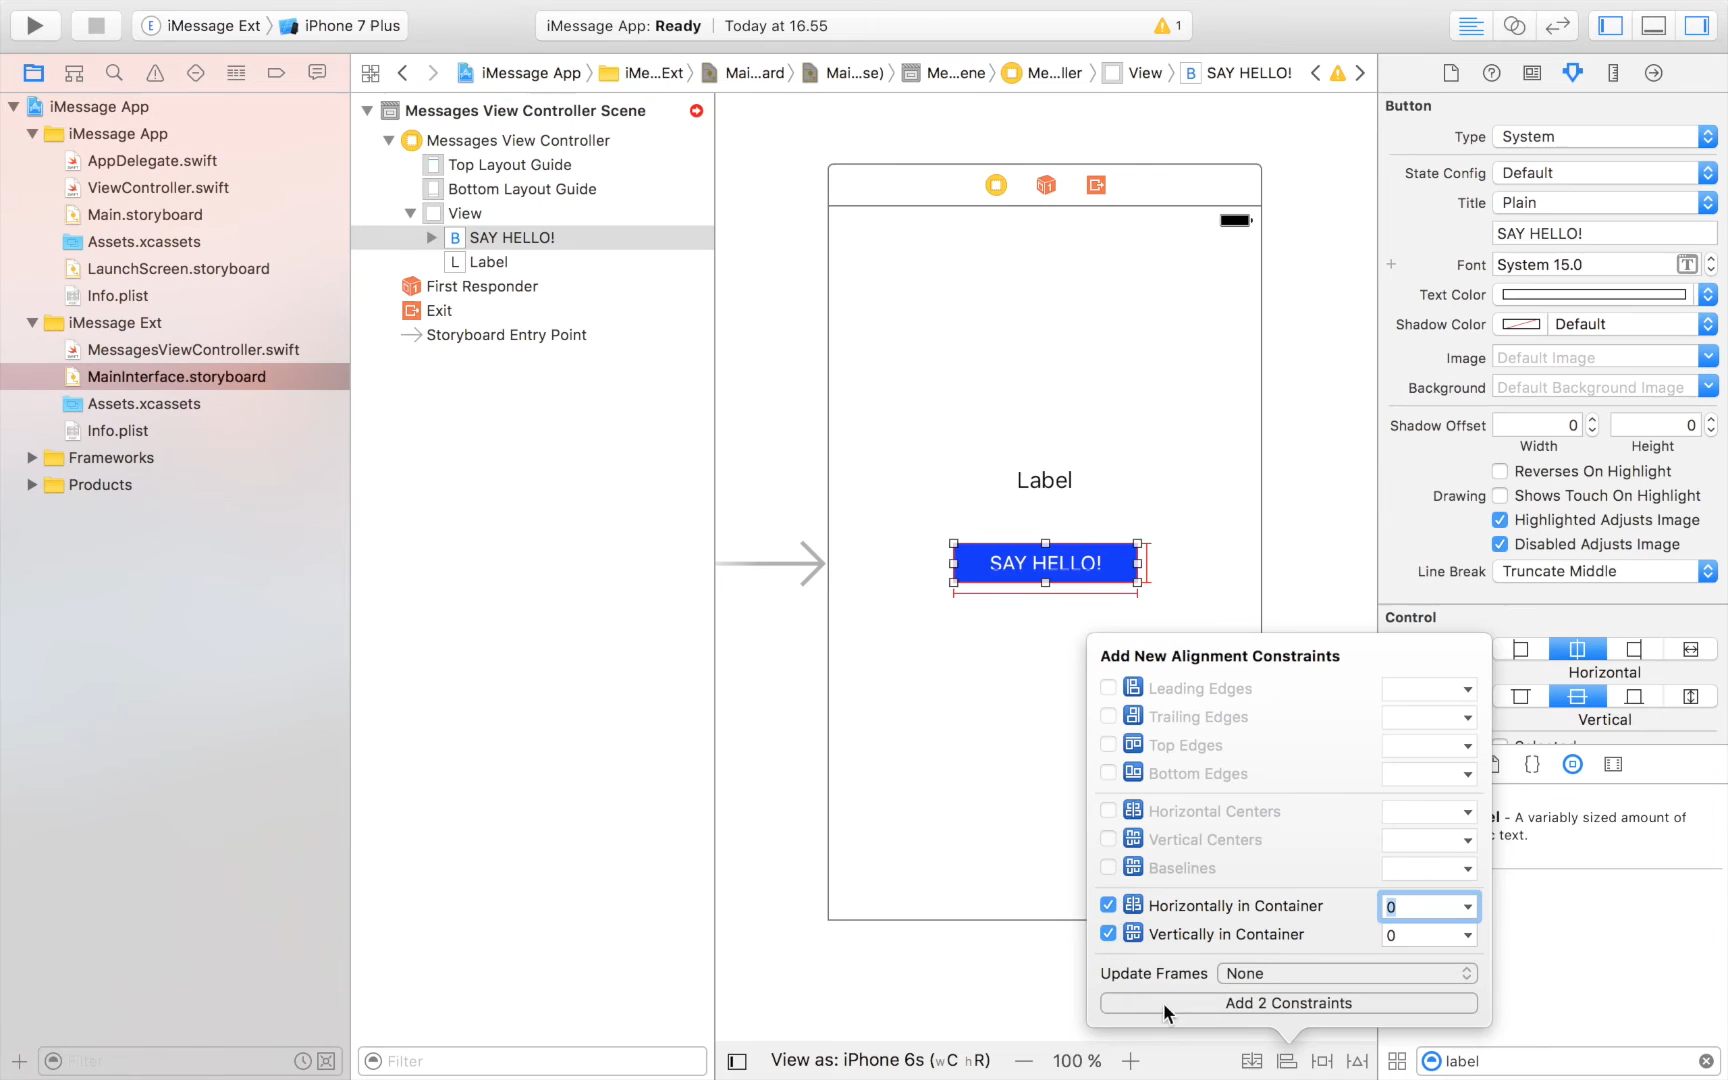 iMessage Ext
iPhone 7 Plus
iMessage App: Ready
Today at 16.55
1
iMessage App
iMe...Ext
Mai...ard
Mai...se)
Me...ene
Me...ller
View
B
SAY HELLO!
iMessage App
iMessage App
AppDelegate.swift
ViewController.swift
Main.storyboard
Assets.xcassets
LaunchScreen.storyboard
Info.plist
iMessage Ext
MessagesViewController.swift
MainInterface.storyboard
Assets.xcassets
Info.plist
Frameworks
Products
Filter
Messages View Controller Scene
Messages View Controller
Top Layout Guide
Bottom Layout Guide
View
B SAY HELLO!
L Label
First Responder
Exit
Storyboard Entry Point
Filter
Label
SAY HELLO!
View as: iPhone 6s (wC hR)
100 %
Add New Alignment Constraints
Leading Edges
Trailing Edges
Top Edges
Bottom Edges
Horizontal Centers
Vertical Centers
Baselines
Horizontally in Container 0
Vertically in Container 0
Update Frames None
Add 2 Constraints
Button
Type System
State Config Default
Title Plain
SAY HELLO!
Font System 15.0
Text Color
Shadow Color Default
Image Default Image
Background Default Background Image
Shadow Offset 0 0
Width Height
Reverses On Highlight
Drawing Shows Touch On Highlight
Highlighted Adjusts Image
Disabled Adjusts Image
Line Break Truncate Middle
Control
Horizontal
Vertical
el - A variably sized amount of
c text.
label